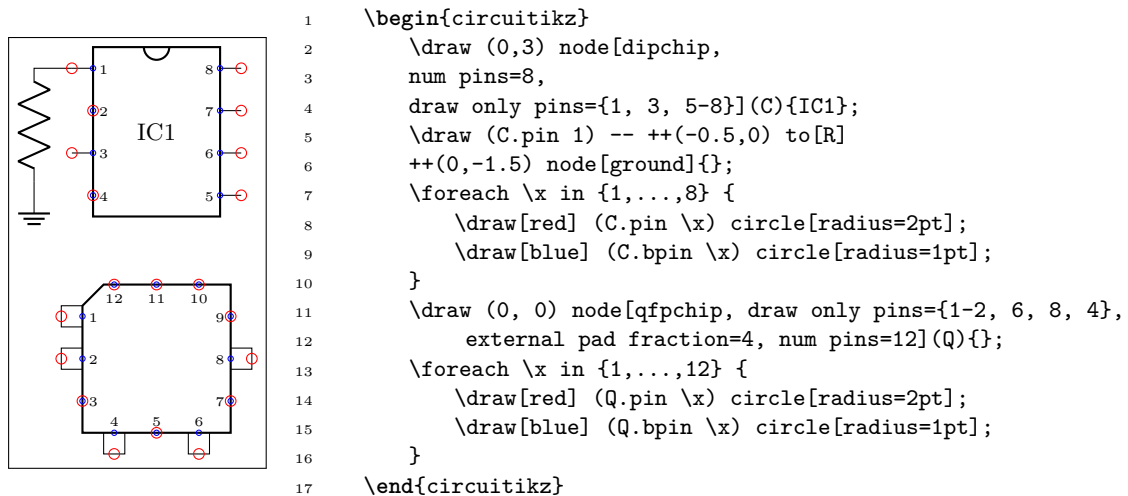 1 8
2 7
IC1
3 6
4 5
12 11 10
1 9
2 8
3 7
4 5 6
1 \begin{circuitikz}
2 \draw (0,3) node[dipchip,
3 num pins=8,
4 draw only pins={1, 3, 5-8}](C){IC1};
5 \draw (C.pin 1) -- ++(-0.5,0) to[R]
6 ++(0,-1.5) node[ground]{};
7 \foreach \x in {1,...,8} {
8 \draw[red] (C.pin \x) circle[radius=2pt];
9 \draw[blue] (C.bpin \x) circle[radius=1pt];
10 }
11 \draw (0, 0) node[qfpchip, draw only pins={1-2, 6, 8, 4},
12 external pad fraction=4, num pins=12](Q){};
13 \foreach \x in {1,...,12} {
14 \draw[red] (Q.pin \x) circle[radius=2pt];
15 \draw[blue] (Q.bpin \x) circle[radius=1pt];
16 }
17 \end{circuitikz}